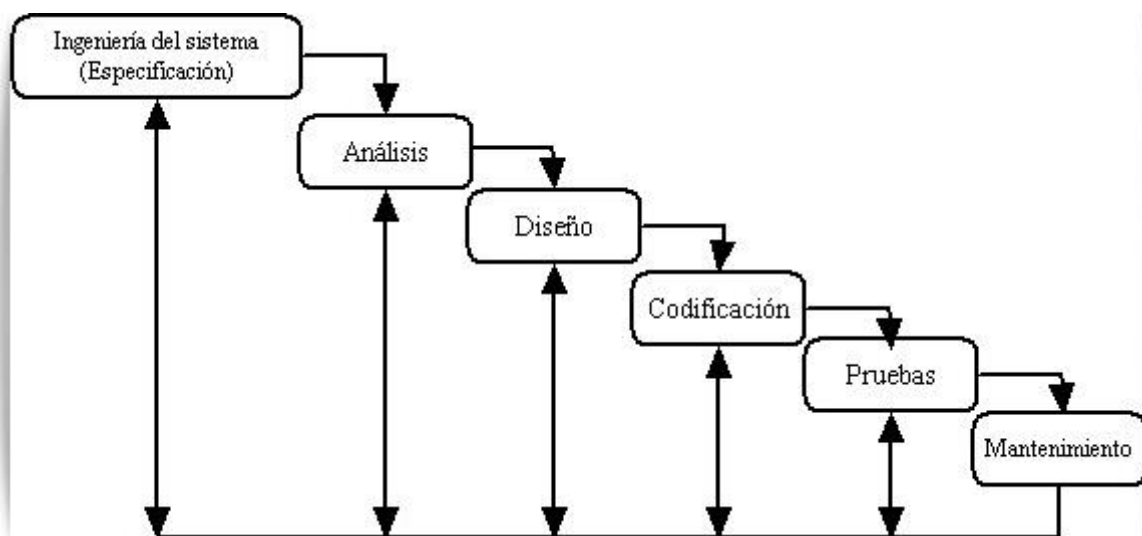 Ingeniería del sistema
(Especificación)
Análisis
Diseño
Codificación
Pruebas
Mantenimiento